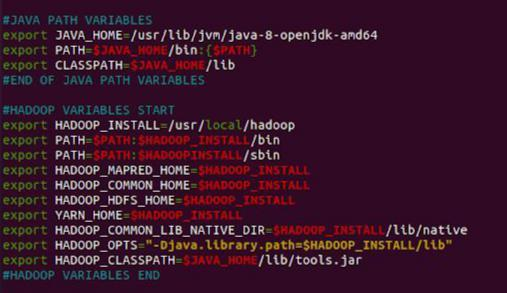 #JAVA PATH VARIABLES
export JAVA_HOME=/usr/lib/jvm/java-8-openjdk-amd64
export PATH=$JAVA_HOME/bin:{$PATH}
export CLASSPATH=$JAVA_HOME/lib
#END OF JAVA PATH VARIABLES

#HADOOP VARIABLES START
export HADOOP_INSTALL=/usr/local/hadoop
export PATH=$PATH:$HADOOP_INSTALL/bin
export PATH=$PATH:$HADOOPINSTALL/sbin
export HADOOP_MAPRED_HOME=$HADOOP_INSTALL
export HADOOP_COMMON_HOME=$HADOOP_INSTALL
export HADOOP_HDFS_HOME=$HADOOP_INSTALL
export YARN_HOME=$HADOOP_INSTALL
export HADOOP_COMMON_LIB_NATIVE_DIR=$HADOOP_INSTALL/lib/native
export HADOOP_OPTS="-Djava.library.path=$HADOOP_INSTALL/lib"
export HADOOP_CLASSPATH=$JAVA_HOME/lib/tools.jar
#HADOOP VARIABLES END